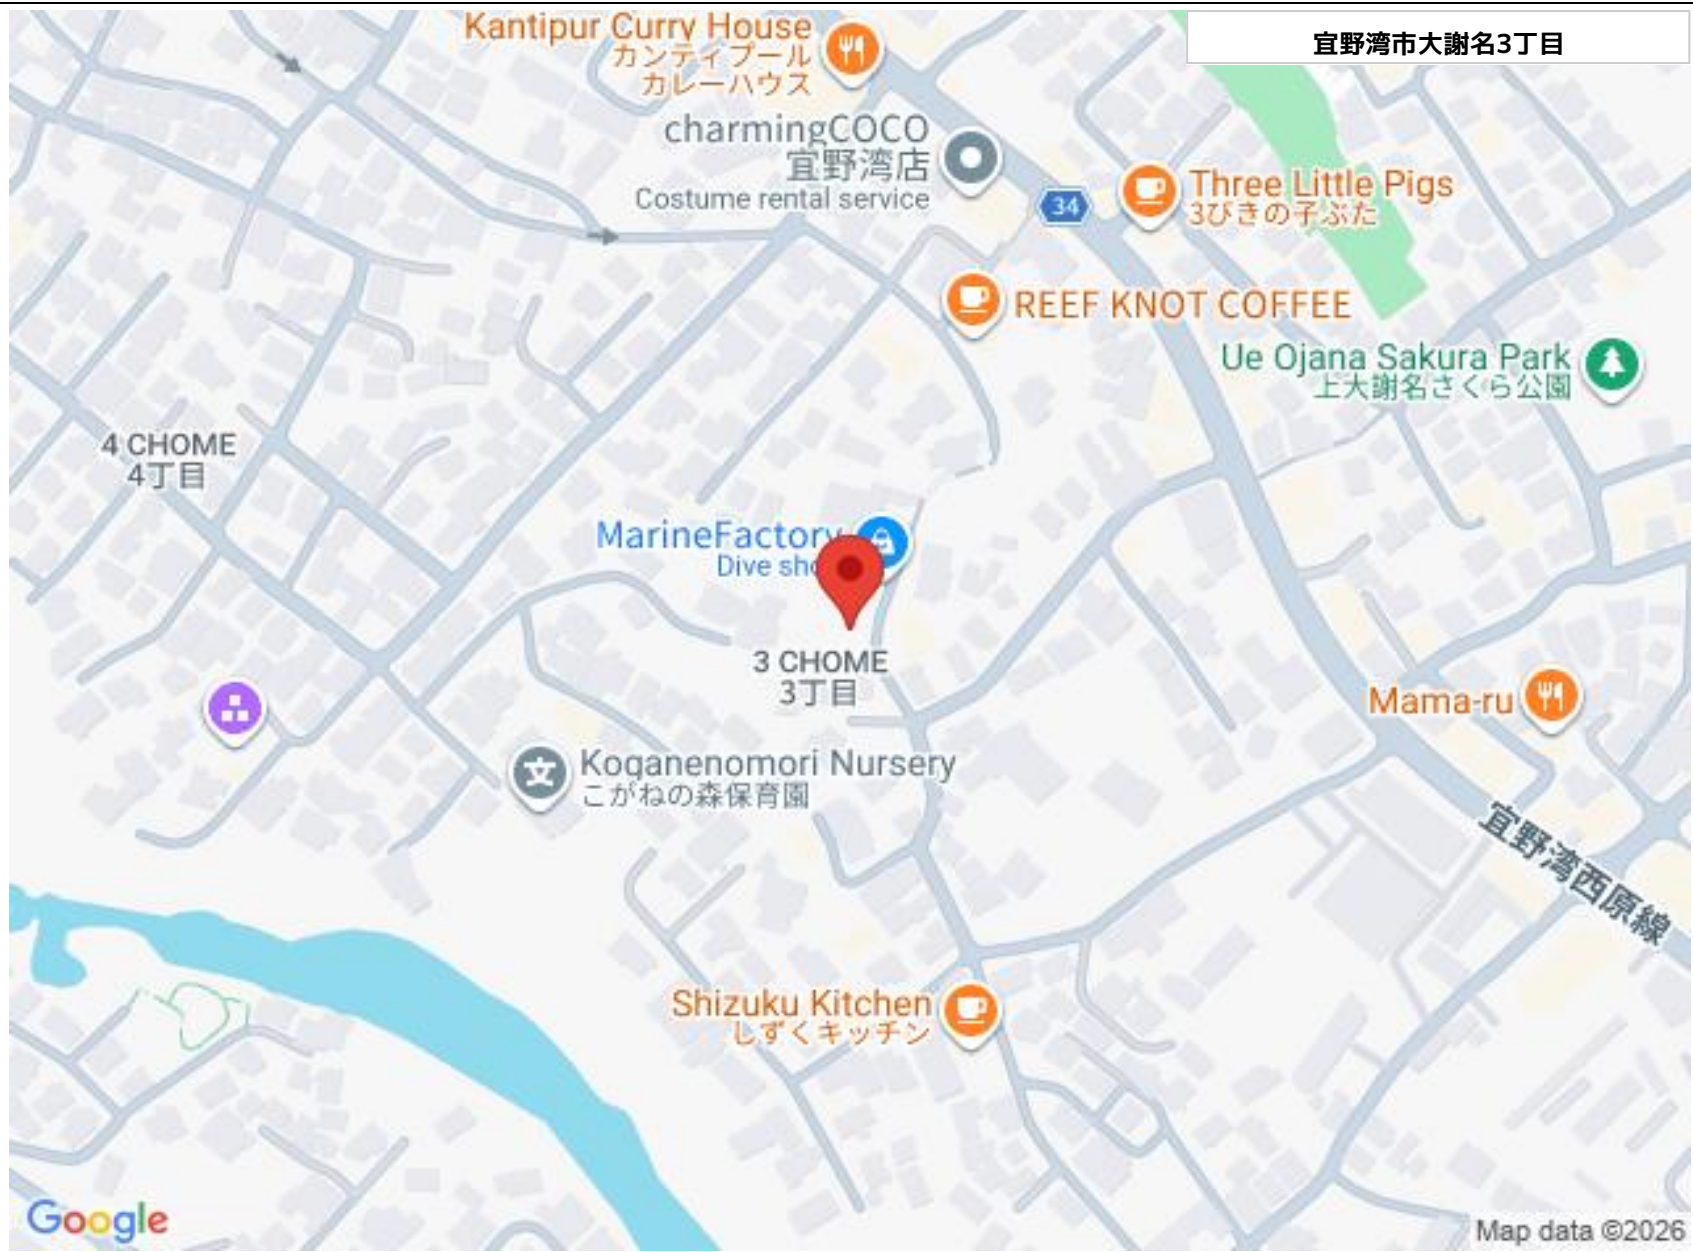 宜野湾市大謝名3丁目
Kantipur Curry House
カンティプール
カレーハウス
charmingCOCO
宜野湾店
Costume rental service
34
Three Little Pigs
3びきの子ぶた
REEF KNOT COFFEE
Ue Ojana Sakura Park
上大謝名さくら公園
4 CHOME
4丁目
MarineFactory
Dive sho
3 CHOME
3丁目
Mama-ru
Koganenomori Nursery
こがねの森保育園
文
宜野湾西原線
Shizuku Kitchen
しずくキッチン
Google
Map data ©2026